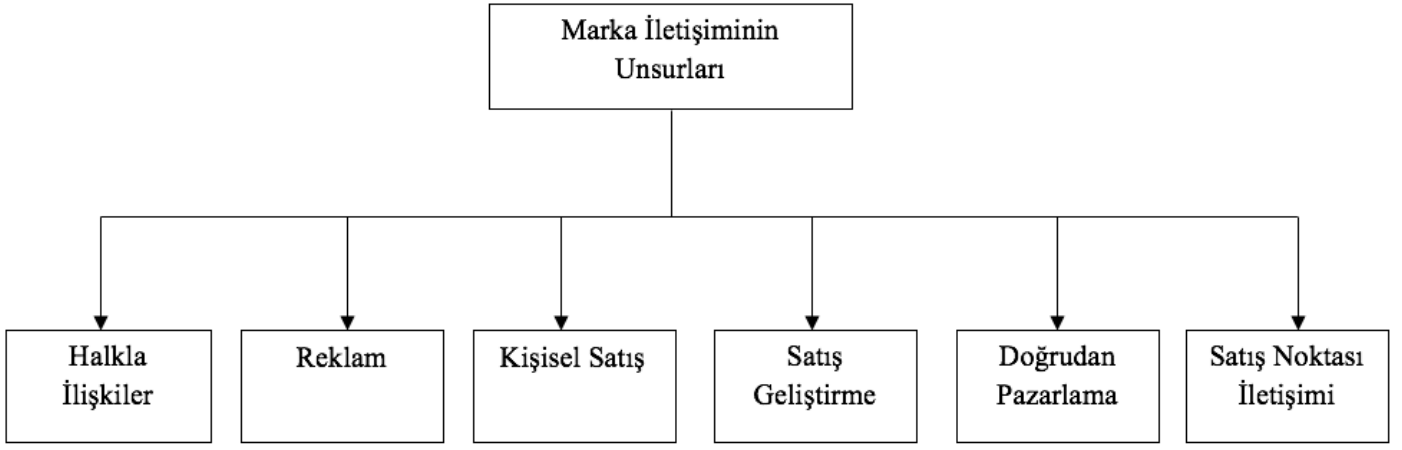 Marka İletişiminin
Unsurları
Halkla
İlişkiler
Reklam
Kişisel Satış
Satış
Geliştirme
Doğrudan
Pazarlama
Satış Noktası
İletişimi